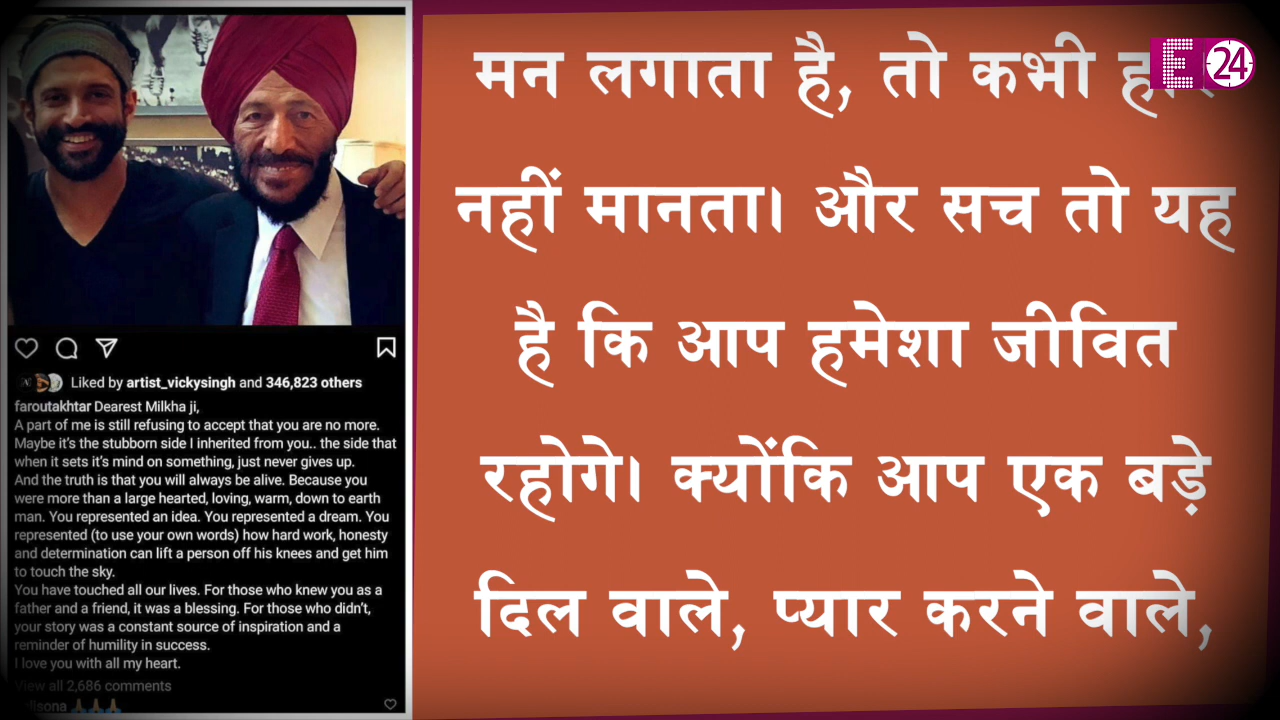 Liked by artist_vickysingh and 346,823 others
faroutakhtar Dearest Milkha ji,
A part of me is still refusing to accept that you are no more.
Maybe it's the stubborn side I inherited from you.. the side that
when it sets it's mind on something, just never gives up.
And the truth is that you will always be alive. Because you
were more than a large hearted, loving, warm, down to earth
man. You represented an idea. You represented a dream. You
represented (to use your own words) how hard work, honesty
and determination can lift a person off his knees and get him
to touch the sky.
You have touched all our lives. For those who knew you as a
father and a friend, it was a blessing. For those who didn't,
your story was a constant source of inspiration and a
reminder of humility in success.
I love you with all my heart.
View all 2,686 comments
मन लगाता है, तो कभी
नहीं मानता। और सच तो यह
है कि आप हमेशा जीवित
रहोगे। क्योंकि आप एक बड़े
दिल वाले, प्यार करने वाले,
E 24